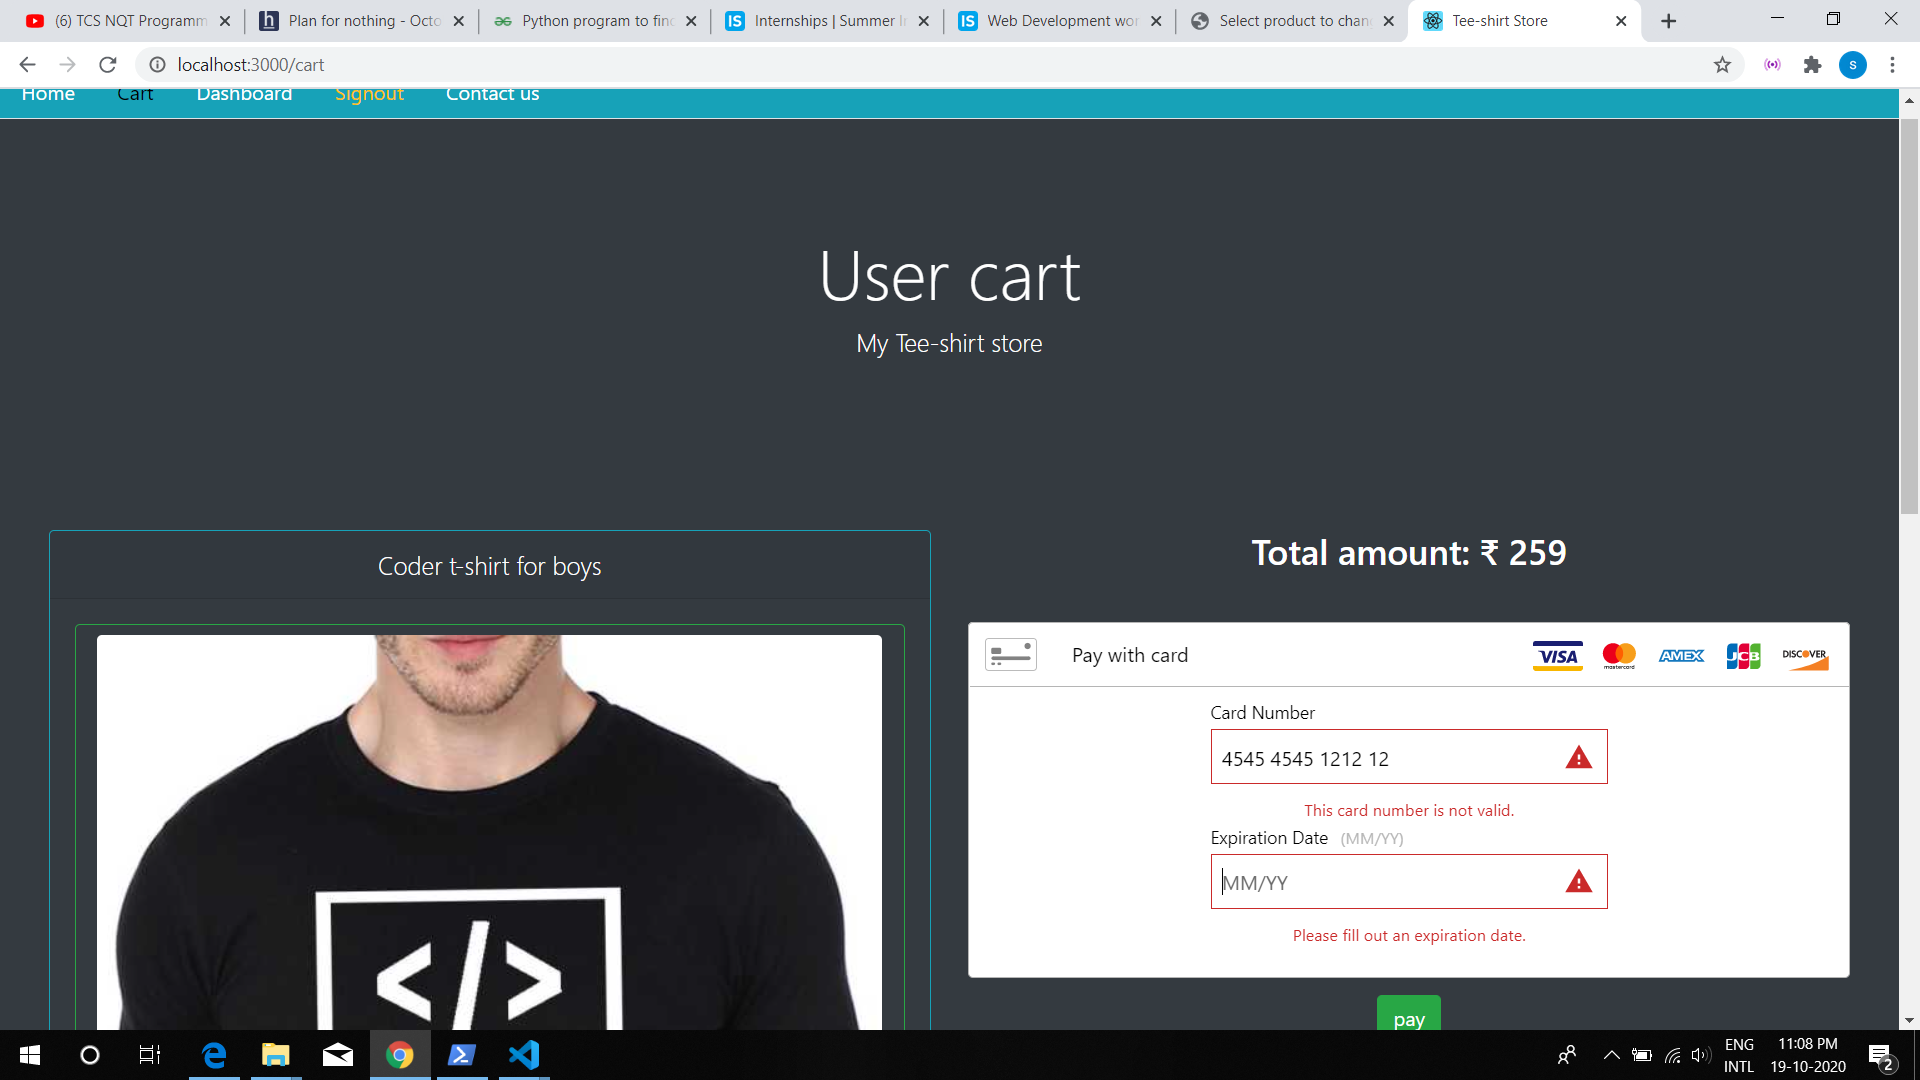 (6) TCS NQT Programm
Plan for nothing - Octo
Python program to find
Internships | Summer In
Web Development wor
Select product to chan
Tee-shirt Store
localhost:3000/cart
s
Home Cart Dashboard Signout Contact us
User cart
My Tee-shirt store
Coder t-shirt for boys
</>
Total amount: ₹ 259
Pay with card
VISA mastercard AMEX JCB DISCOVER
Card Number
4545 4545 1212 12
This card number is not valid.
Expiration Date (MM/YY)
MM/YY
Please fill out an expiration date.
pay
ENG
INTL
11:08 PM
19-10-2020
2